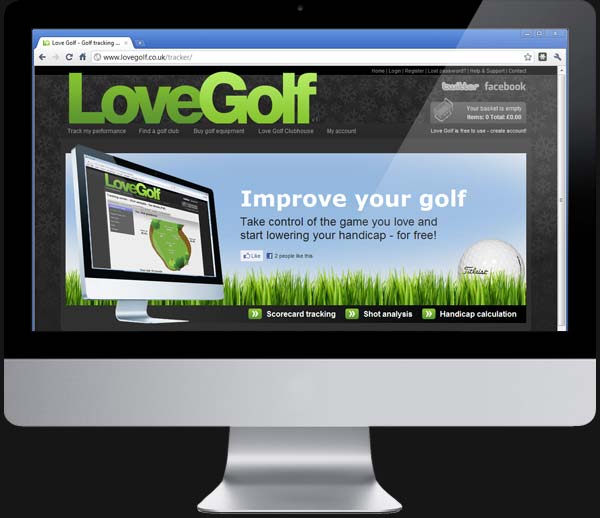 Love Golf - Golf tracking ...
www.lovegolf.co.uk/tracker/
Home | Login | Register | Lost password? | Help & Support | Contact
LoveGolf
twitter facebook
Your basket is empty
Items: 0 Total: £0.00
Track my performance Find a golf club Buy golf equipment Love Golf Clubhouse My account
Love Golf is free to use - create account!
LoveGolf
Improve your golf
Take control of the game you love and
start lowering your handicap - for free!
Like 2 people like this
Titleist
Scorecard tracking Shot analysis Handicap calculation